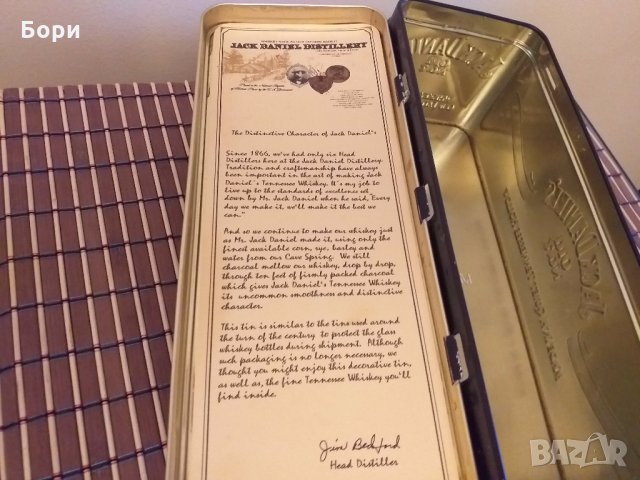 Бори
JACK DANIEL DISTILLERY
The Distinctive Character of Jack Daniel's
Since 1866, we've had only six Head
Distillers here at the Jack Daniel Distillery.
Tradition and craftsmanship have always
been important in the art of making Jack
Daniel's Tennessee Whiskey. It's my job to
live up to the standards of excellence set
down by Mr. Jack Daniel when he said, "Every
day we make it, we'll make it the best we
can."
And so we continue to make our whiskey just
as Mr. Jack Daniel made it, using only the
finest available corn, rye, barley and
water from our Cave Spring. We still
charcoal mellow our whiskey, drop by drop,
through ten feet of firmly packed charcoal
which gives Jack Daniel's Tennessee Whiskey
its uncommon smoothness and distinctive
character.
This tin is similar to the tins used around
the turn of the century to protect the glass
whiskey bottles during shipment. Although
such packaging is no longer necessary, we
thought you might enjoy this decorative tin,
as well as, the fine Tennessee Whiskey you'll
find inside.
Jim Bedford
Head Distiller
BAZAR